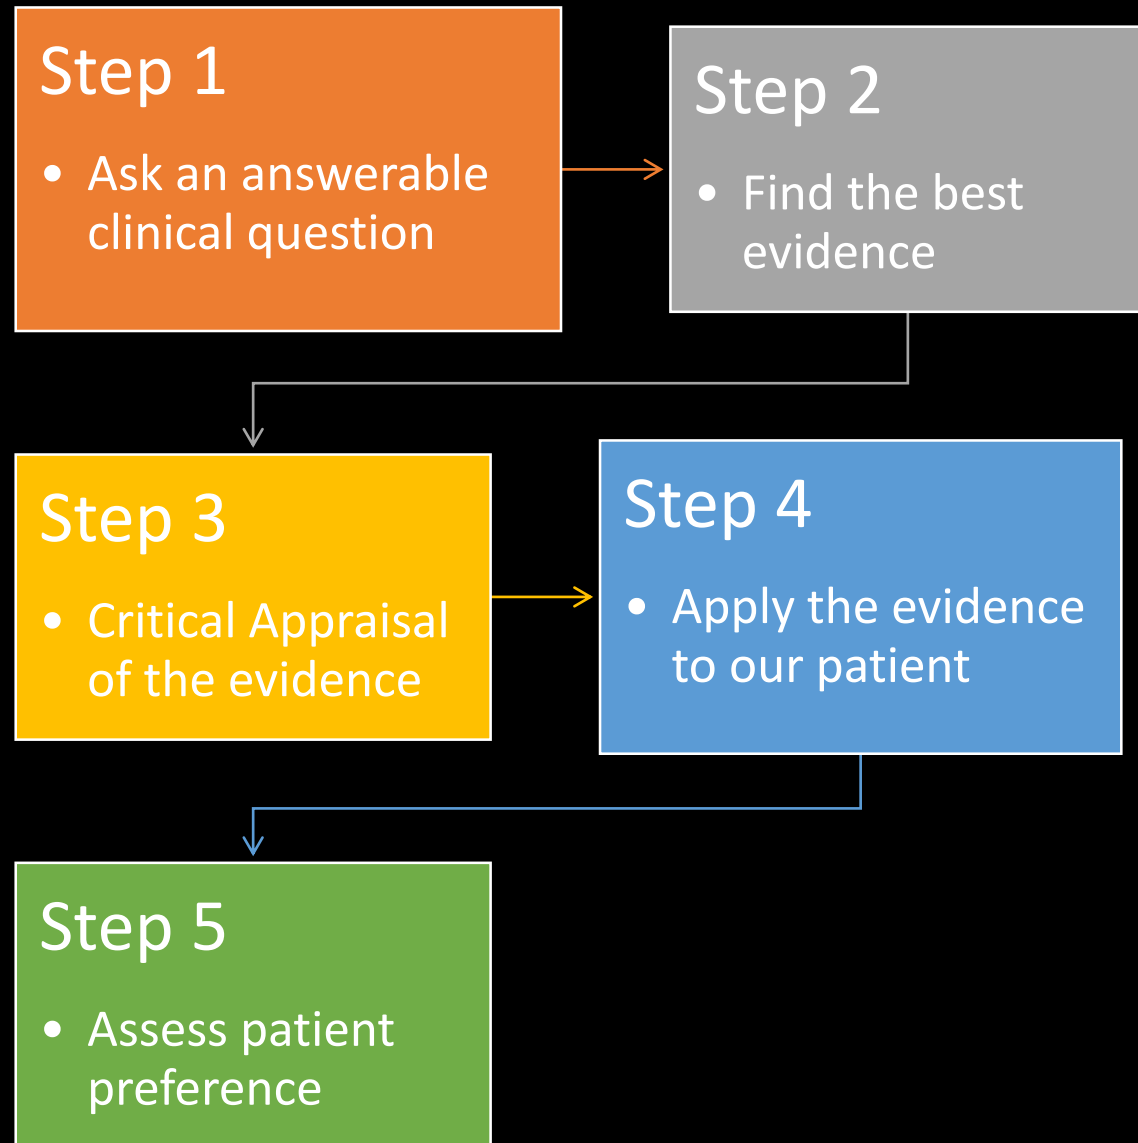 Step 1
• Ask an answerable
clinical question
Step 2
• Find the best
evidence
Step 3
• Critical Appraisal
of the evidence
Step 4
• Apply the evidence
to our patient
Step 5
• Assess patient
preference